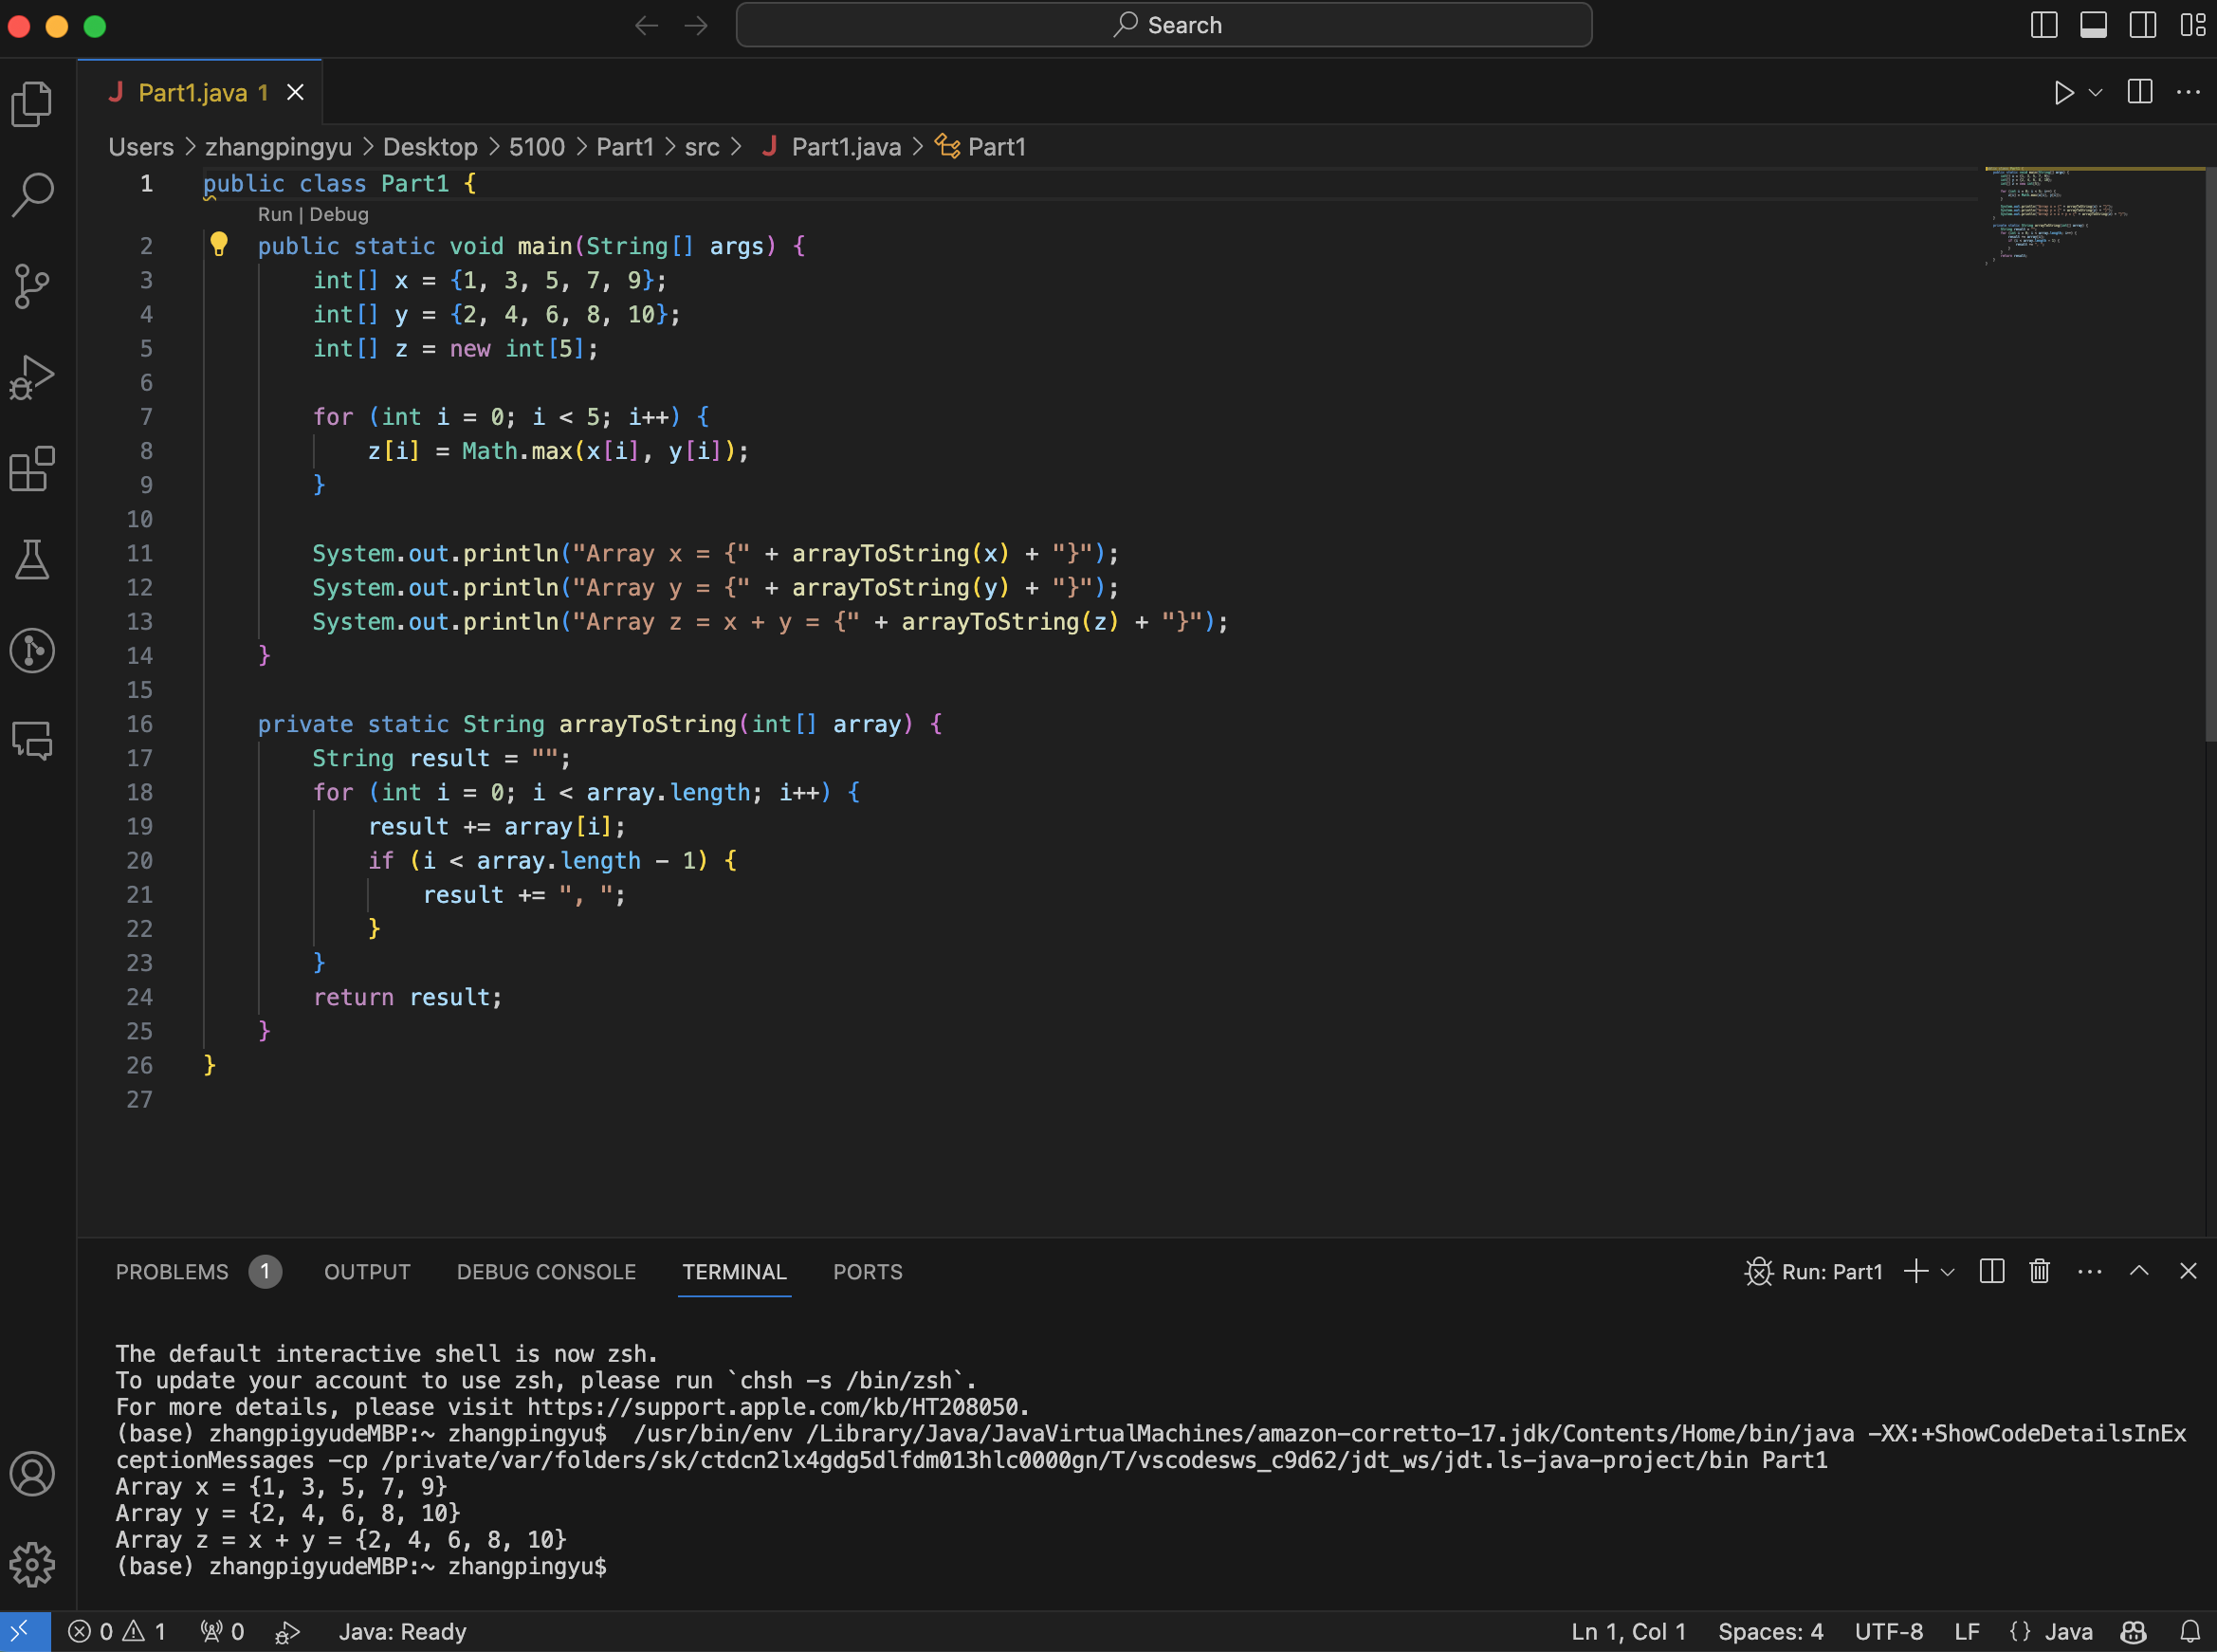 Search
Part1.java 1
Users > zhangpingyu > Desktop > 5100 > Part1 > src > J Part1.java > Part1
1 public class Part1 {
Run | Debug
2 public static void main(String[] args) {
3 int[] x = {1, 3, 5, 7, 9};
4 int[] y = {2, 4, 6, 8, 10};
5 int[] z = new int[5];
6
7 for (int i = 0; i < 5; i++) {
8 z[i] = Math.max(x[i], y[i]);
9 }
10
11 System.out.println("Array x = {" + arrayToString(x) + "}");
12 System.out.println("Array y = {" + arrayToString(y) + "}");
13 System.out.println("Array z = x + y = {" + arrayToString(z) + "}");
14 }
15
16 private static String arrayToString(int[] array) {
17 String result = "";
18 for (int i = 0; i < array.length; i++) {
19 result += array[i];
20 if (i < array.length - 1) {
21 result += ", ";
22 }
23 }
24 return result;
25 }
26 }
27
PROBLEMS 1 OUTPUT DEBUG CONSOLE TERMINAL PORTS Run: Part1
The default interactive shell is now zsh.
To update your account to use zsh, please run `chsh -s /bin/zsh`.
For more details, please visit https://support.apple.com/kb/HT208050.
(base) zhangpigyudeMBP:~ zhangpingyu$  /usr/bin/env /Library/Java/JavaVirtualMachines/amazon-corretto-17.jdk/Contents/Home/bin/java -XX:+ShowCodeDetailsInEx
ceptionMessages -cp /private/var/folders/sk/ctdcn2lx4gdg5dlfdm013hlc0000gn/T/vscodesws_c9d62/jdt_ws/jdt.ls-java-project/bin Part1
Array x = {1, 3, 5, 7, 9}
Array y = {2, 4, 6, 8, 10}
Array z = x + y = {2, 4, 6, 8, 10}
(base) zhangpigyudeMBP:~ zhangpingyu$
0 1 0 Java: Ready Ln 1, Col 1 Spaces: 4 UTF-8 LF {} Java